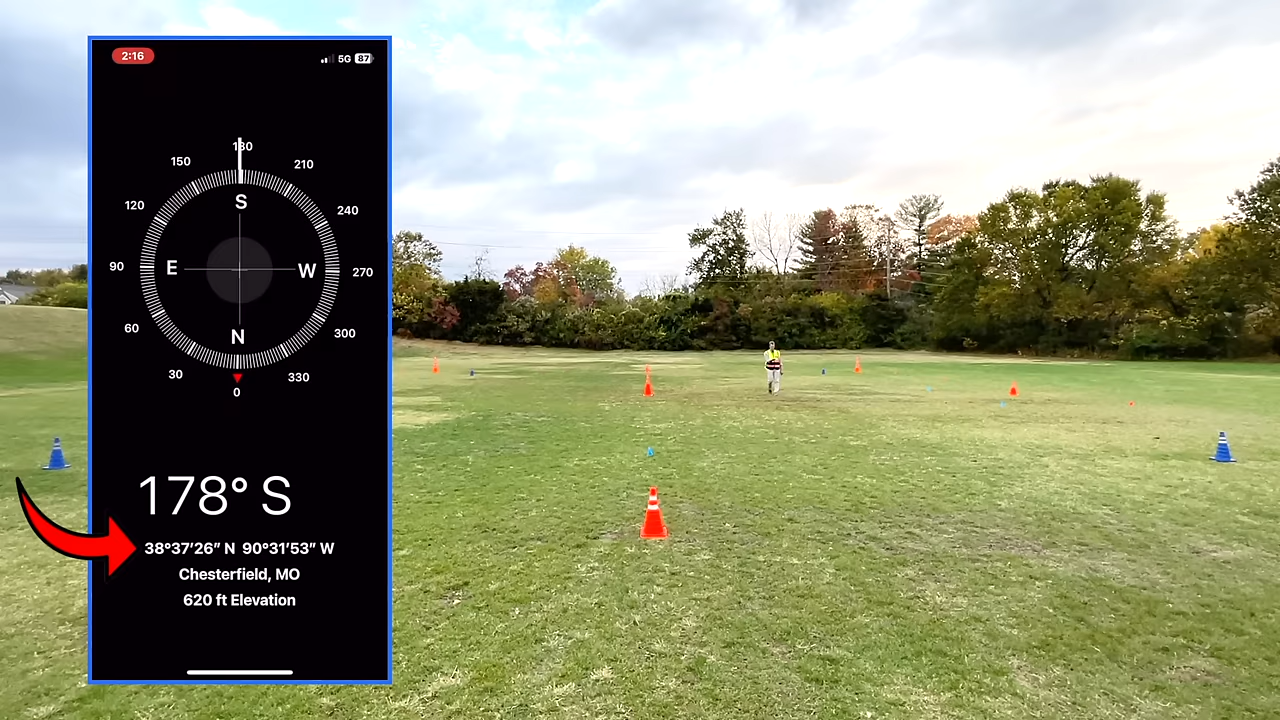 2:16
5G 87
180
150
210
120
S
240
90
E
W
270
60
N
300
30
330
0
178° S
38°37’26” N 90°31’53” W
Chesterfield, MO
620 ft Elevation